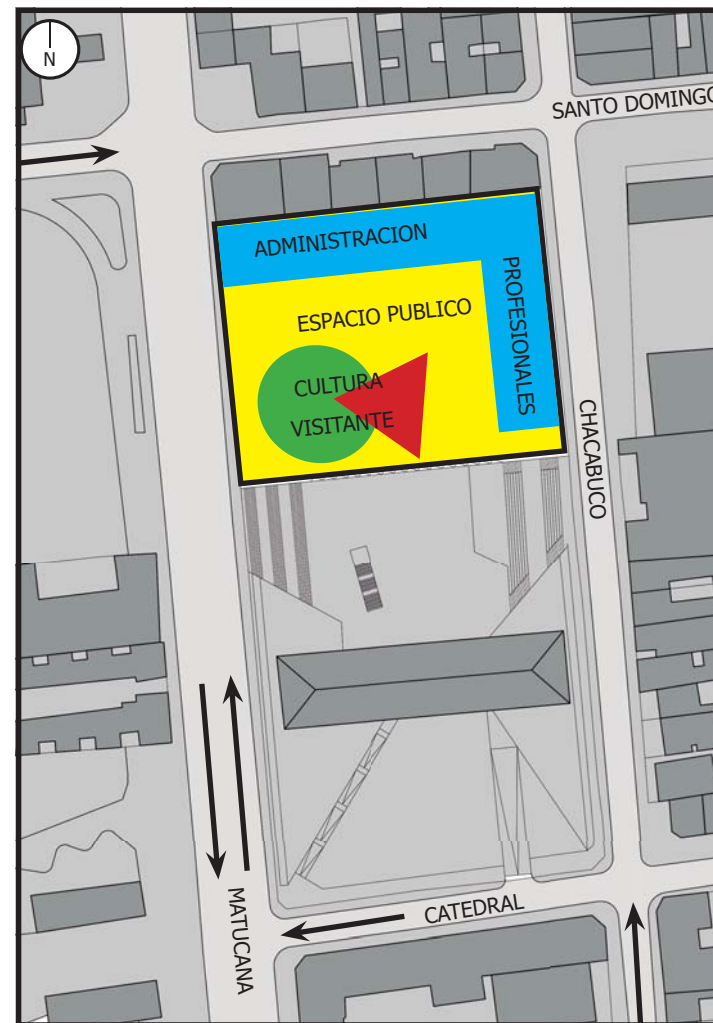 N
SANTO DOMINGO
ADMINISTRACION
PROFESIONALES
ESPACIO PUBLICO
CULTURA
VISITANTE
CHACABUCO
MATUCANA
CATEDRAL